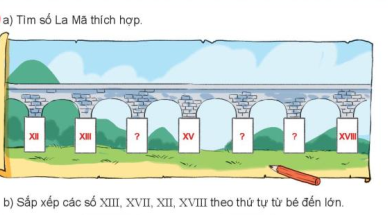 a) Tìm số La Mã thích hợp.
XII XIII ? XV ? ? XVIII
b) Sắp xếp các số XIII, XVII, XII, XVIII theo thứ tự từ bé đến lớn.